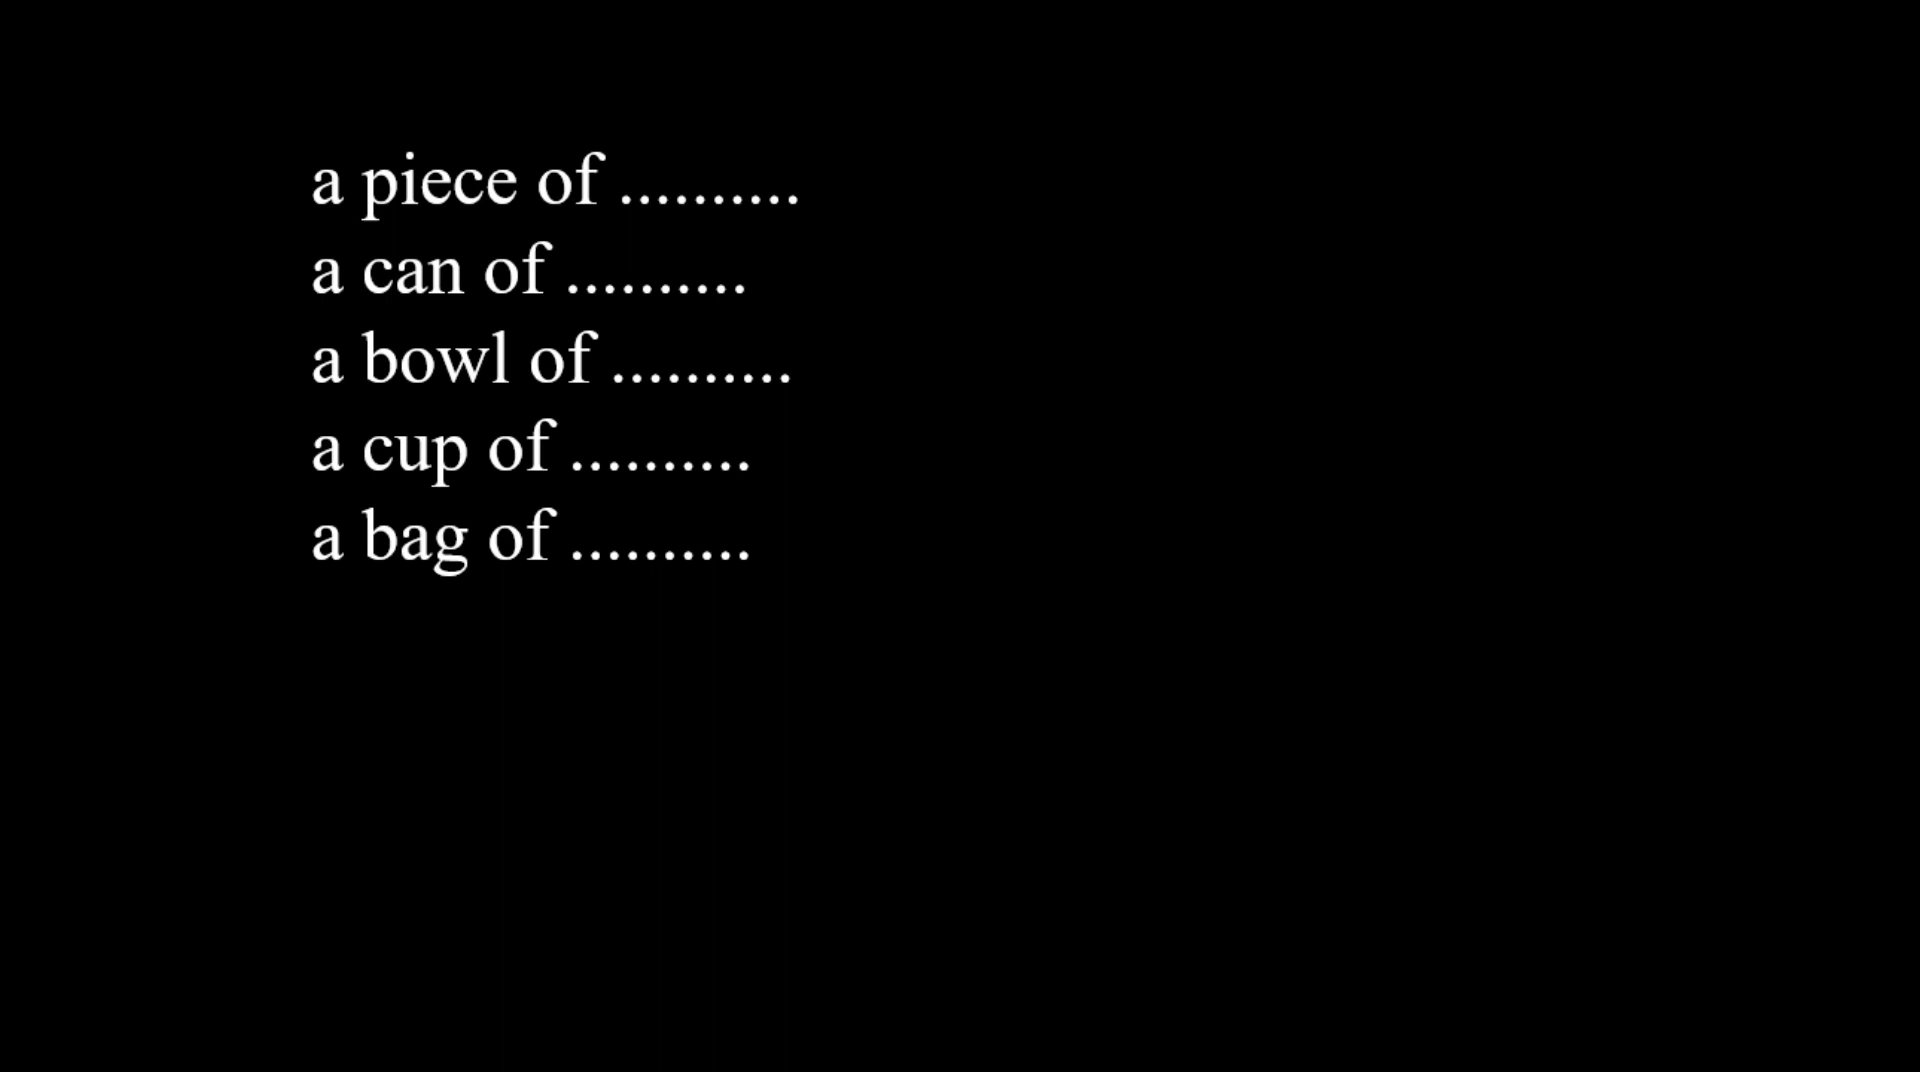 a piece of ..........
a can of ..........
a bowl of ..........
a cup of ..........
a bag of ..........